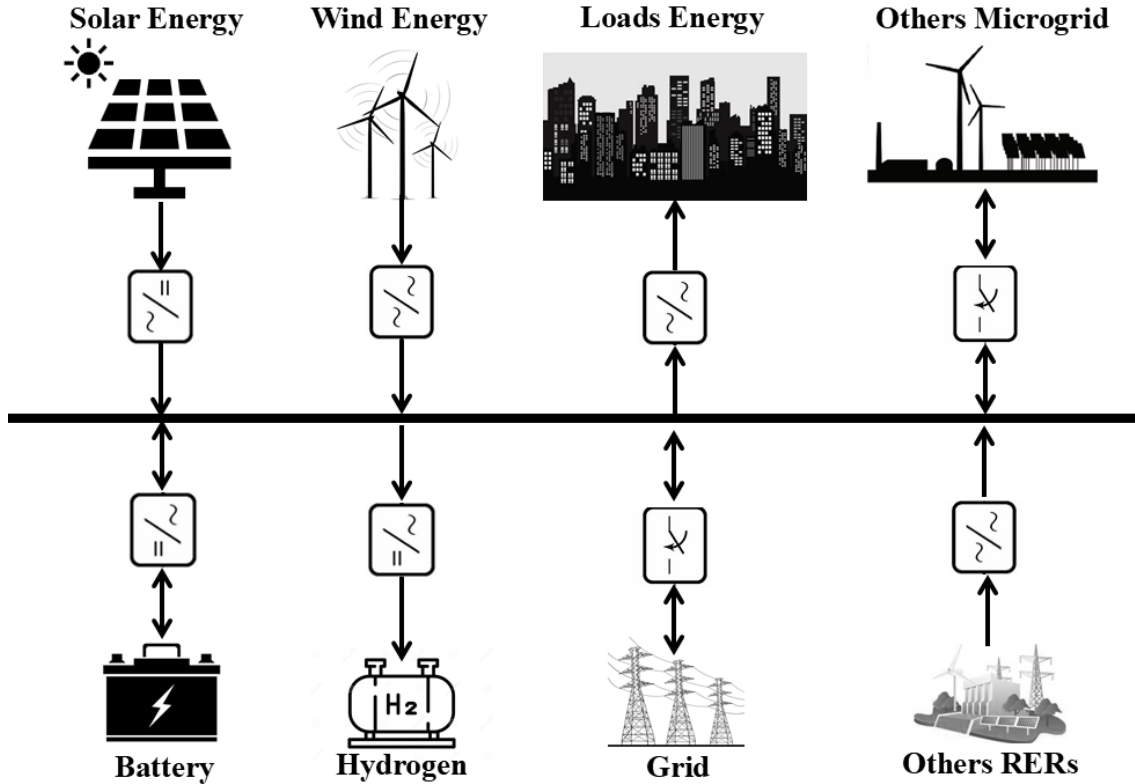 Solar Energy
Wind Energy
Loads Energy
Others Microgrid
H2
Battery
Hydrogen
Grid
Others RERs